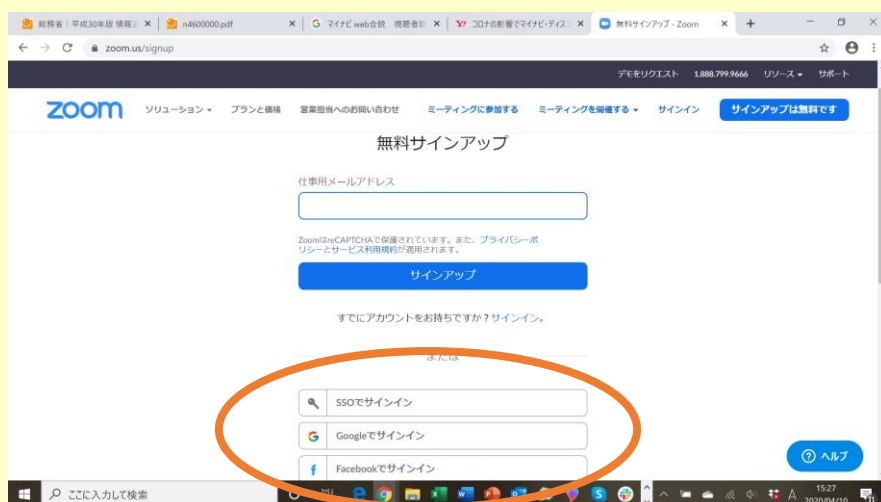 総務省｜平成30年版 情報
n4600000.pdf
マイナビ web合説 視聴者
コロナの影響でマイナビ・ディス
無料サインアップ - Zoom
zoom.us/signup
デモをリクエスト 1.888.799.9666 リソース サポート
zoom ソリューション プランと価格 営業担当へのお問い合わせ ミーティングに参加する ミーティングを開催する サインイン サインアップは無料です
無料サインアップ
仕事用メールアドレス
ZoomはreCAPTCHAで保護されています。また、プライバシーポ
リシーとサービス利用規約が適用されます。
サインアップ
すでにアカウントをお持ちですか？サインイン。
または
SSOでサインイン
Googleでサインイン
Facebookでサインイン
ヘルプ
ここに入力して検索
A 15:27
2020/04/10